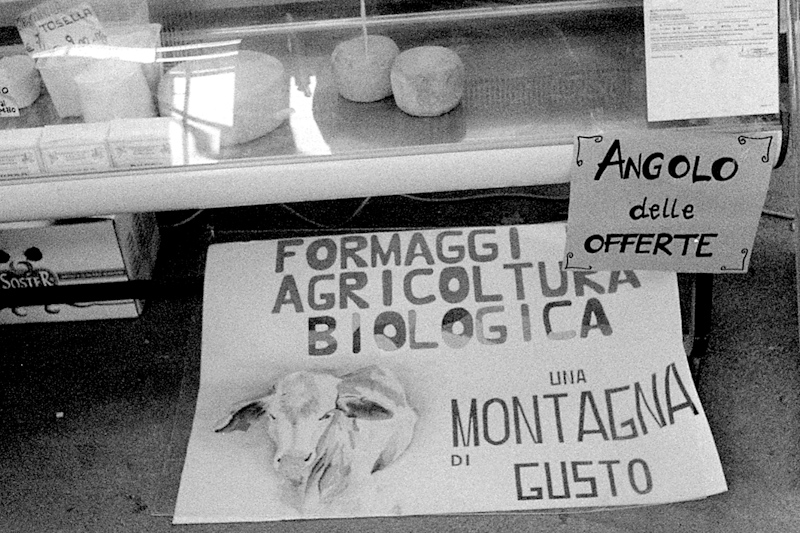 TOSELLA
ANGOLO
delle
OFFERTE
FORMAGGI
AGRICOLTURA
BIOLOGICA
UNA
MONTAGNA
DI
GUSTO
SOSTER